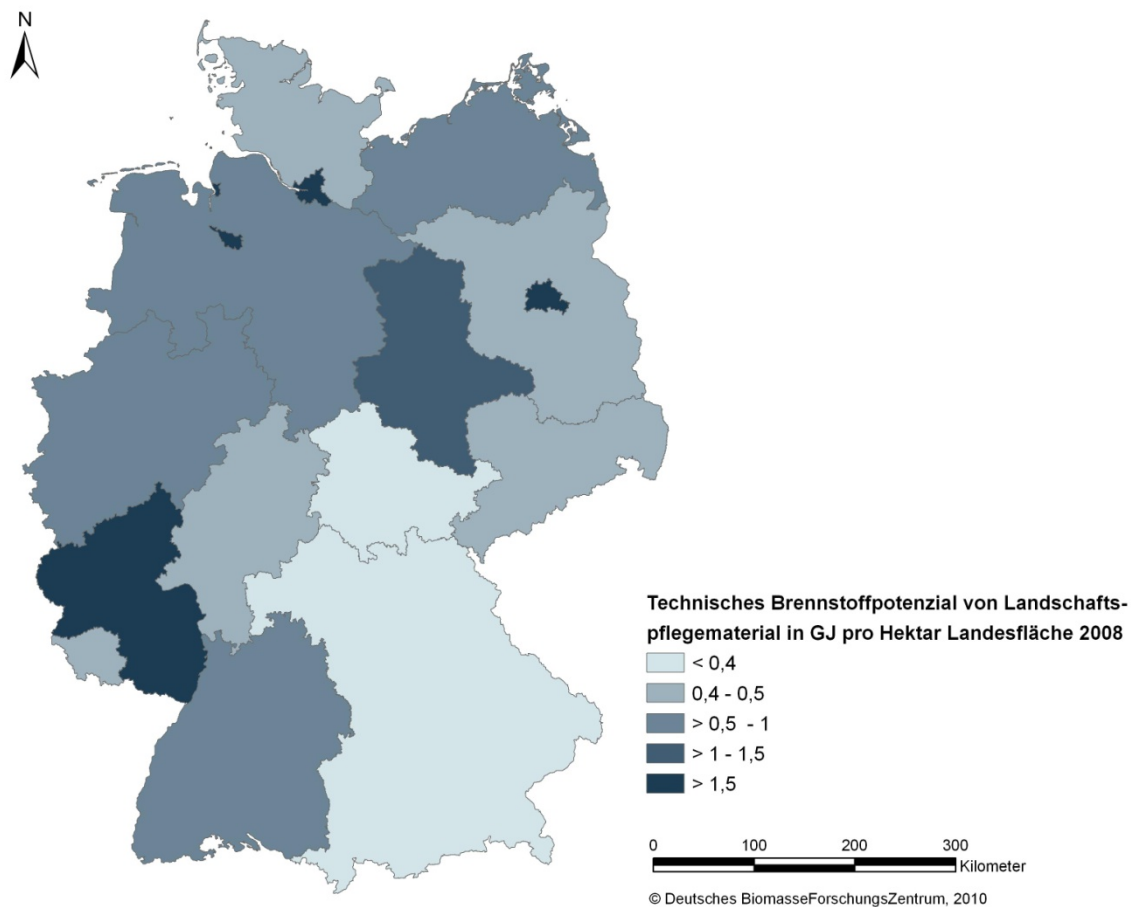 N
Technisches Brennstoffpotenzial von Landschafts-
pflegematerial in GJ pro Hektar Landesfläche 2008
< 0,4
0,4 - 0,5
> 0,5 - 1
> 1 - 1,5
> 1,5
0 100 200 300
Kilometer
© Deutsches BiomasseForschungsZentrum, 2010